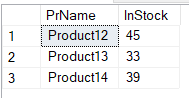 PrName InStock
1 Product12 45
2 Product13 33
3 Product14 39